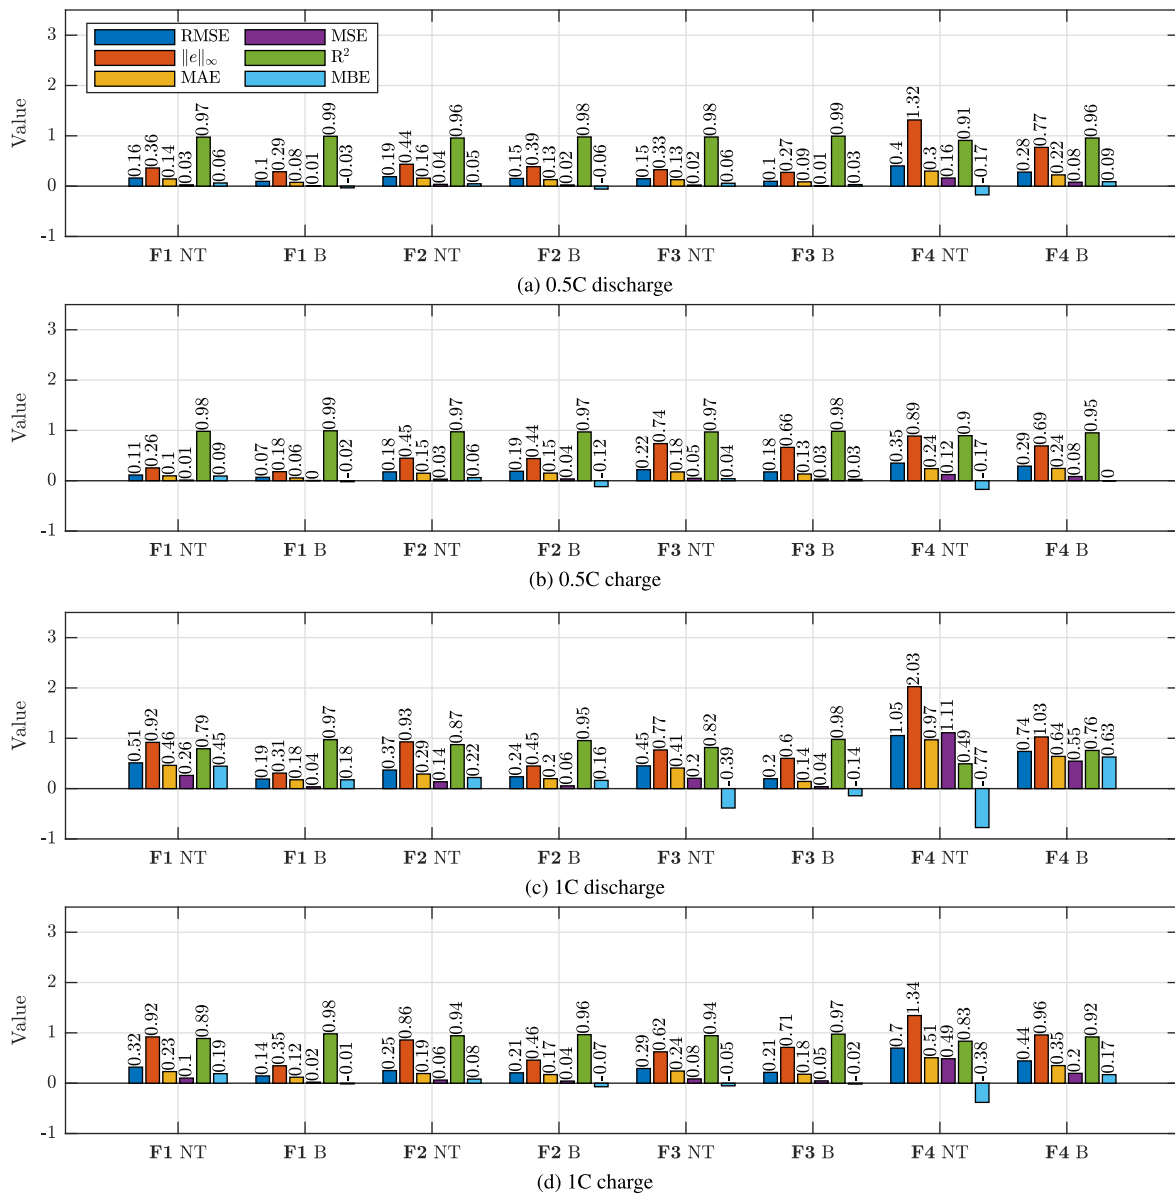 3
2
1
0
-1
Value
RMSE
‖e‖∞
MAE
MSE
R²
MBE
0.16 0.36 0.14 0.03 0.97 0.06
0.1 0.29 0.08 0.01 0.99 -0.03
0.19 0.44 0.16 0.04 0.96 0.05
0.15 0.39 0.13 0.02 0.98 -0.06
0.15 0.33 0.13 0.02 0.98 0.06
0.1 0.27 0.09 0.01 0.99 0.03
0.4 1.32 0.3 0.16 0.91 -0.17
0.28 0.77 0.22 0.08 0.96 0.09
F1 NT F1 B F2 NT F2 B F3 NT F3 B F4 NT F4 B
(a) 0.5C discharge
3
2
1
0
-1
Value
0.11 0.26 0.1 0.01 0.98 0.09
0.07 0.18 0.06 0 0.99 -0.02
0.18 0.45 0.15 0.03 0.97 0.06
0.19 0.44 0.15 0.04 0.97 -0.12
0.22 0.74 0.18 0.05 0.97 0.04
0.18 0.66 0.13 0.03 0.98 0.03
0.35 0.89 0.24 0.12 0.9 -0.17
0.29 0.69 0.24 0.08 0.95 0
F1 NT F1 B F2 NT F2 B F3 NT F3 B F4 NT F4 B
(b) 0.5C charge
3
2
1
0
-1
Value
0.51 0.92 0.46 0.26 0.79 0.45
0.19 0.31 0.18 0.04 0.97 0.18
0.37 0.93 0.29 0.14 0.87 0.22
0.24 0.45 0.2 0.06 0.95 0.16
0.45 0.77 0.41 0.2 0.82 -0.39
0.2 0.6 0.14 0.04 0.98 -0.14
1.05 2.03 0.97 1.11 0.49 -0.77
0.74 1.03 0.64 0.55 0.76 0.63
F1 NT F1 B F2 NT F2 B F3 NT F3 B F4 NT F4 B
(c) 1C discharge
3
2
1
0
-1
Value
0.32 0.92 0.23 0.1 0.89 0.19
0.14 0.35 0.12 0.02 0.98 -0.01
0.25 0.86 0.19 0.06 0.94 0.08
0.21 0.46 0.17 0.04 0.96 -0.07
0.29 0.62 0.24 0.08 0.94 -0.05
0.21 0.71 0.18 0.05 0.97 -0.02
0.7 1.34 0.51 0.49 0.83 -0.38
0.44 0.96 0.35 0.2 0.92 0.17
F1 NT F1 B F2 NT F2 B F3 NT F3 B F4 NT F4 B
(d) 1C charge